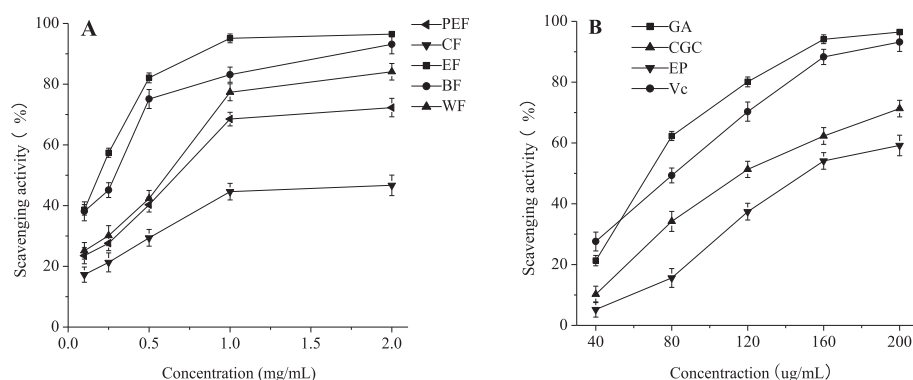 A
PEF
CF
EF
BF
WF
Scavenging activity ( %)
100
80
60
40
20
0
0.0 0.5 1.0 1.5 2.0
Concentration (mg/mL)
B
GA
CGC
EP
Vc
Scavenging activity ( %)
100
80
60
40
20
0
40 80 120 160 200
Concentraction (ug/mL)